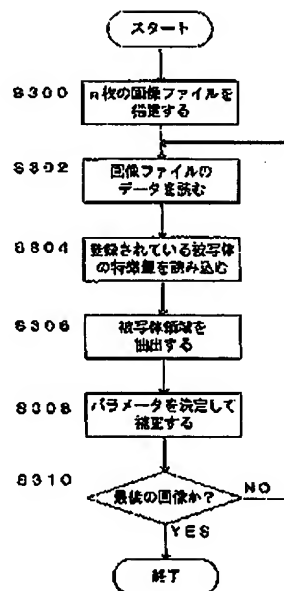 スタート
S300
n枚の画像ファイルを
指定する
S302
画像ファイルの
データを読む
S304
登録されている被写体
の特徴量を読み込む
S306
被写体領域を
抽出する
S308
パラメータを決定して
補正する
S310
最後の画像か?
NO
YES
終了